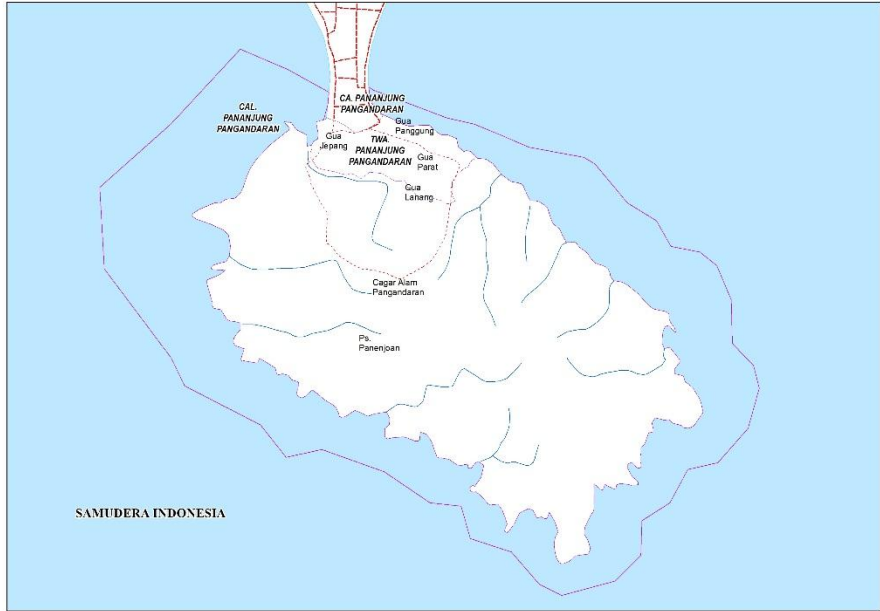 CA. PANANJUNG
PANGANDARAN
CAL.
PANANJUNG
PANGANDARAN
Gua
Panggung
Gua
Jepang
TWA.
PANANJUNG
PANGANDARAN
Gua
Parat
Gua
Lanang
Cagar Alam
Pangandaran
Ps.
Panenjoan
SAMUDERA INDONESIA